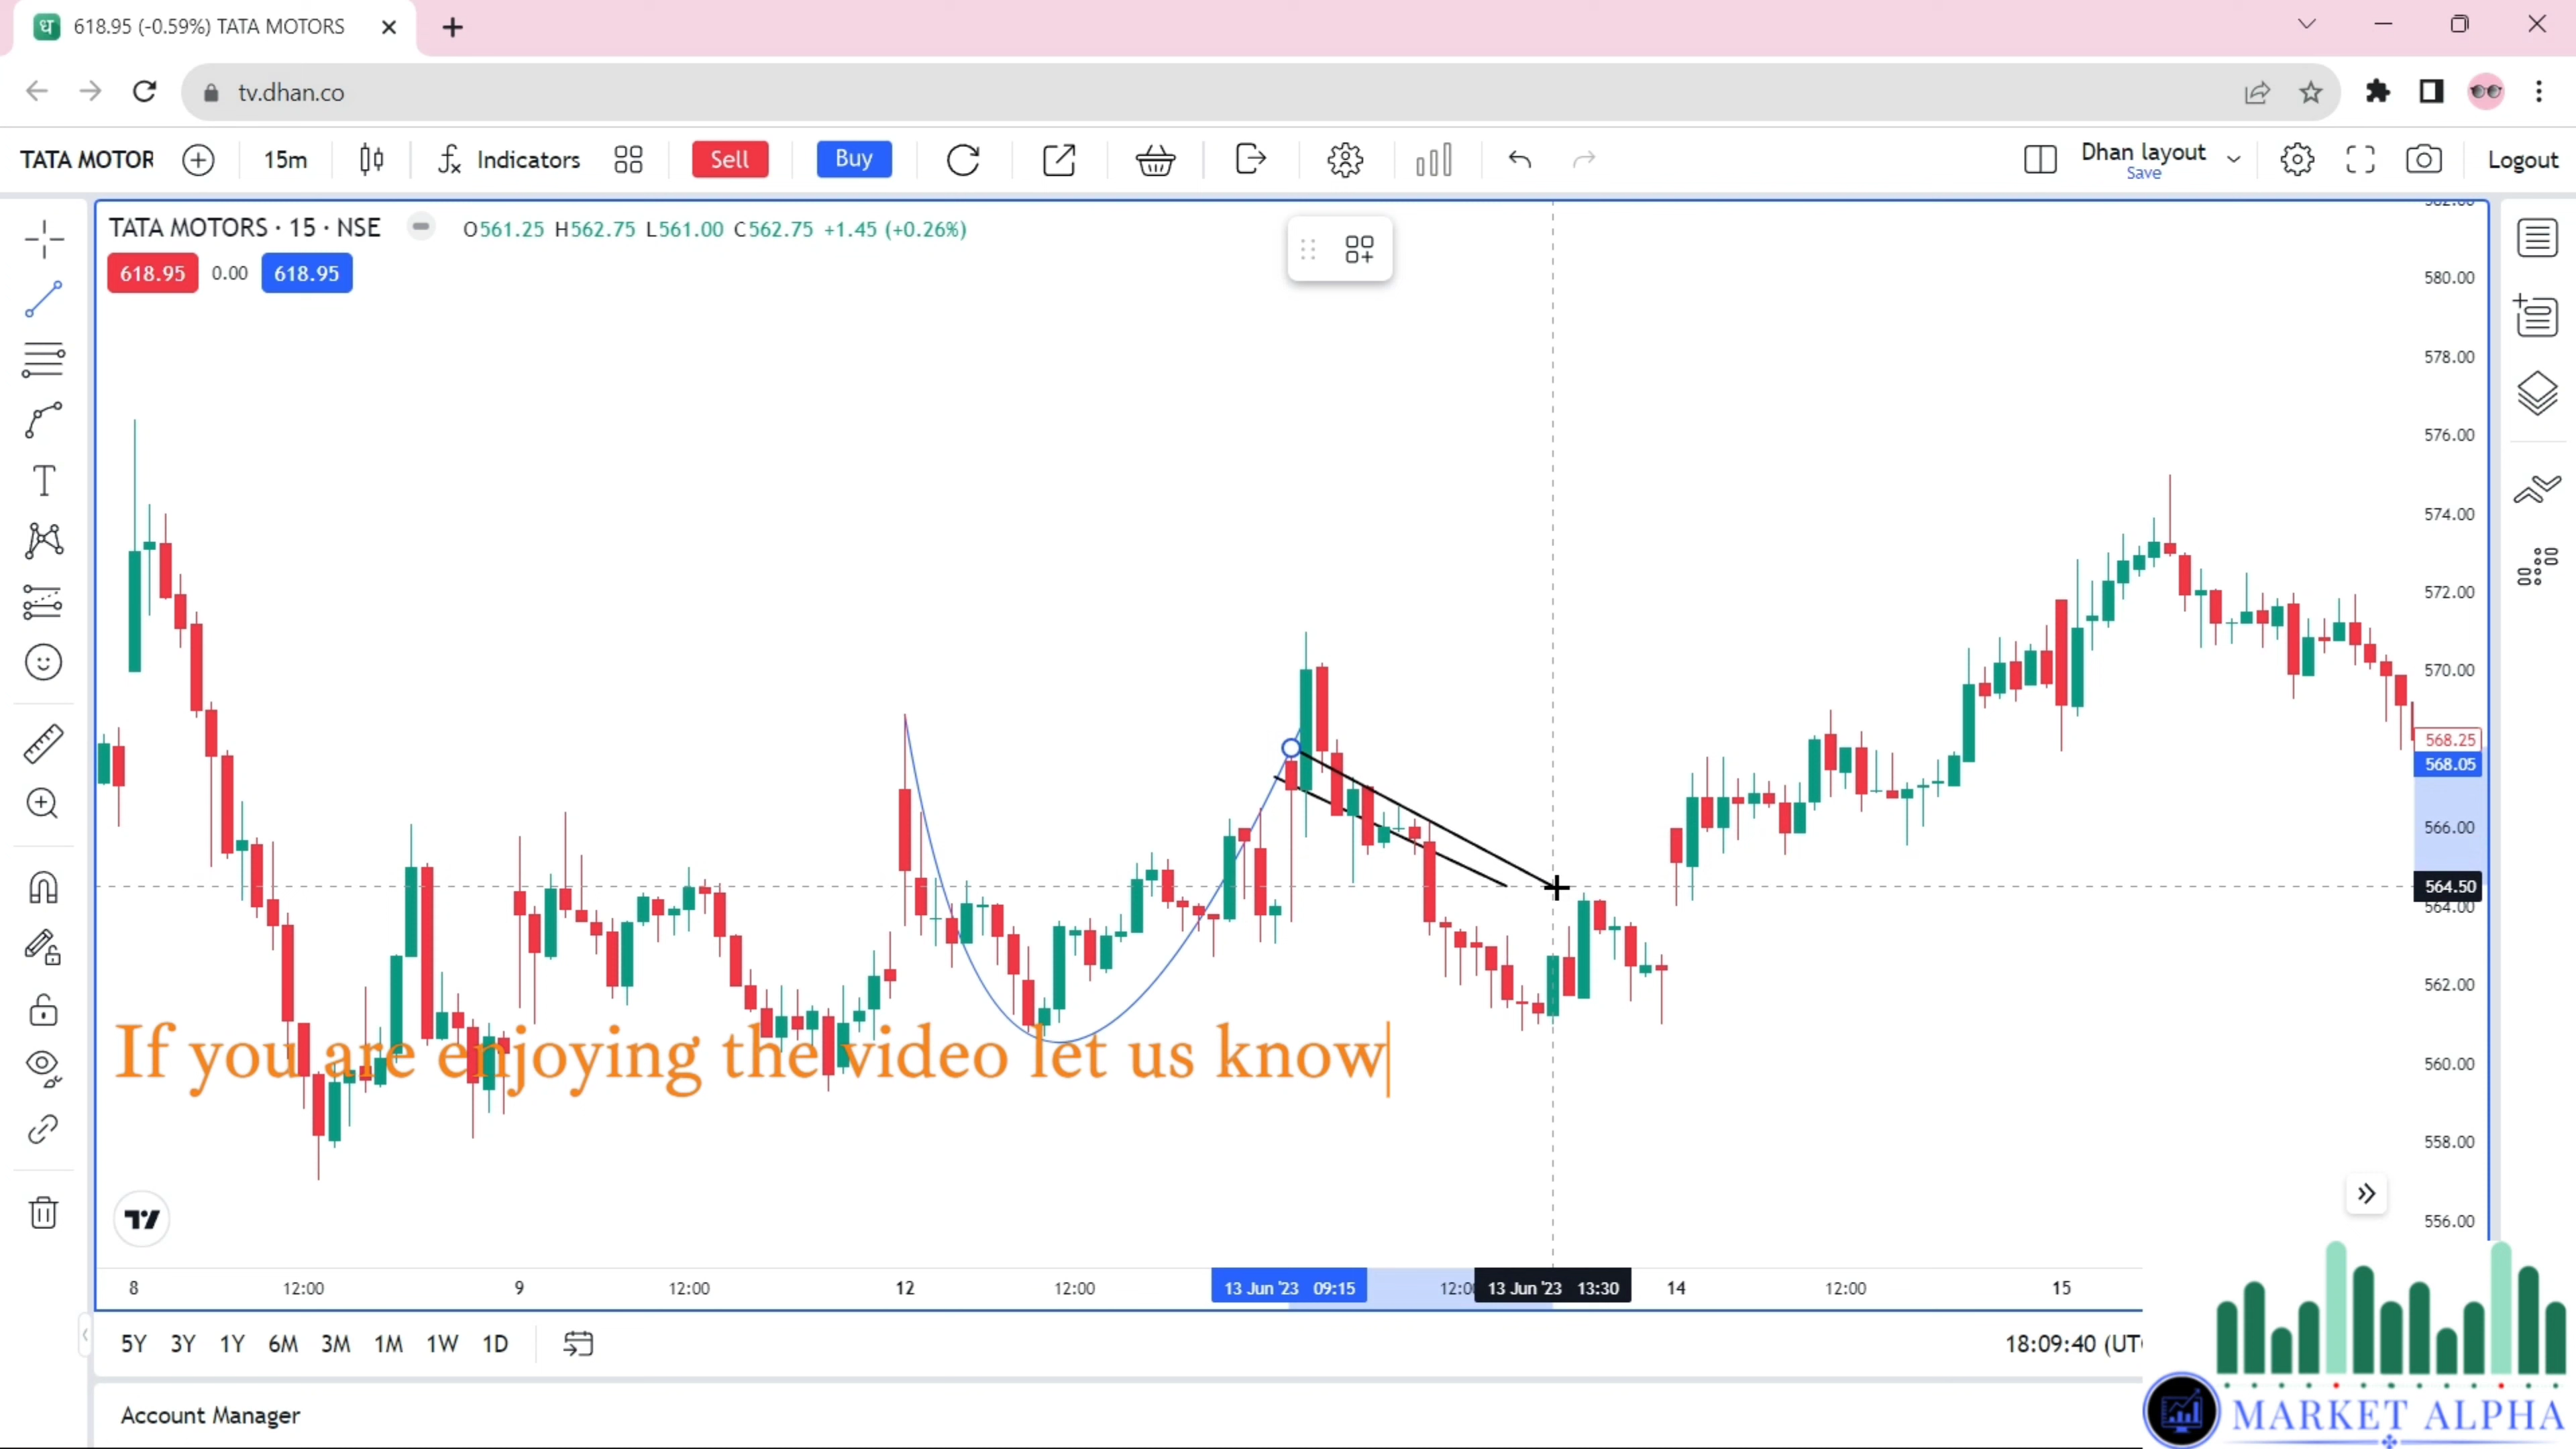 618.95 (-0.59%) TATA MOTORS
tv.dhan.co
TATA MOTOR 15m Indicators Sell Buy Dhan layout Logout
Save
TATA MOTORS · 15 · NSE O561.25 H562.75 L561.00 C562.75 +1.45 (+0.26%)
618.95 0.00 618.95
580.00
578.00
576.00
574.00
572.00
570.00
568.25
568.05
566.00
564.50
564.00
562.00
560.00
558.00
556.00
If you are enjoying the video let us know
8 12:00 9 12:00 12 12:00 13 Jun '23 09:15 12:00 13 Jun '23 13:30 14 12:00 15
5Y 3Y 1Y 6M 3M 1M 1W 1D 18:09:40 (UT
Account Manager
MARKET ALPHA